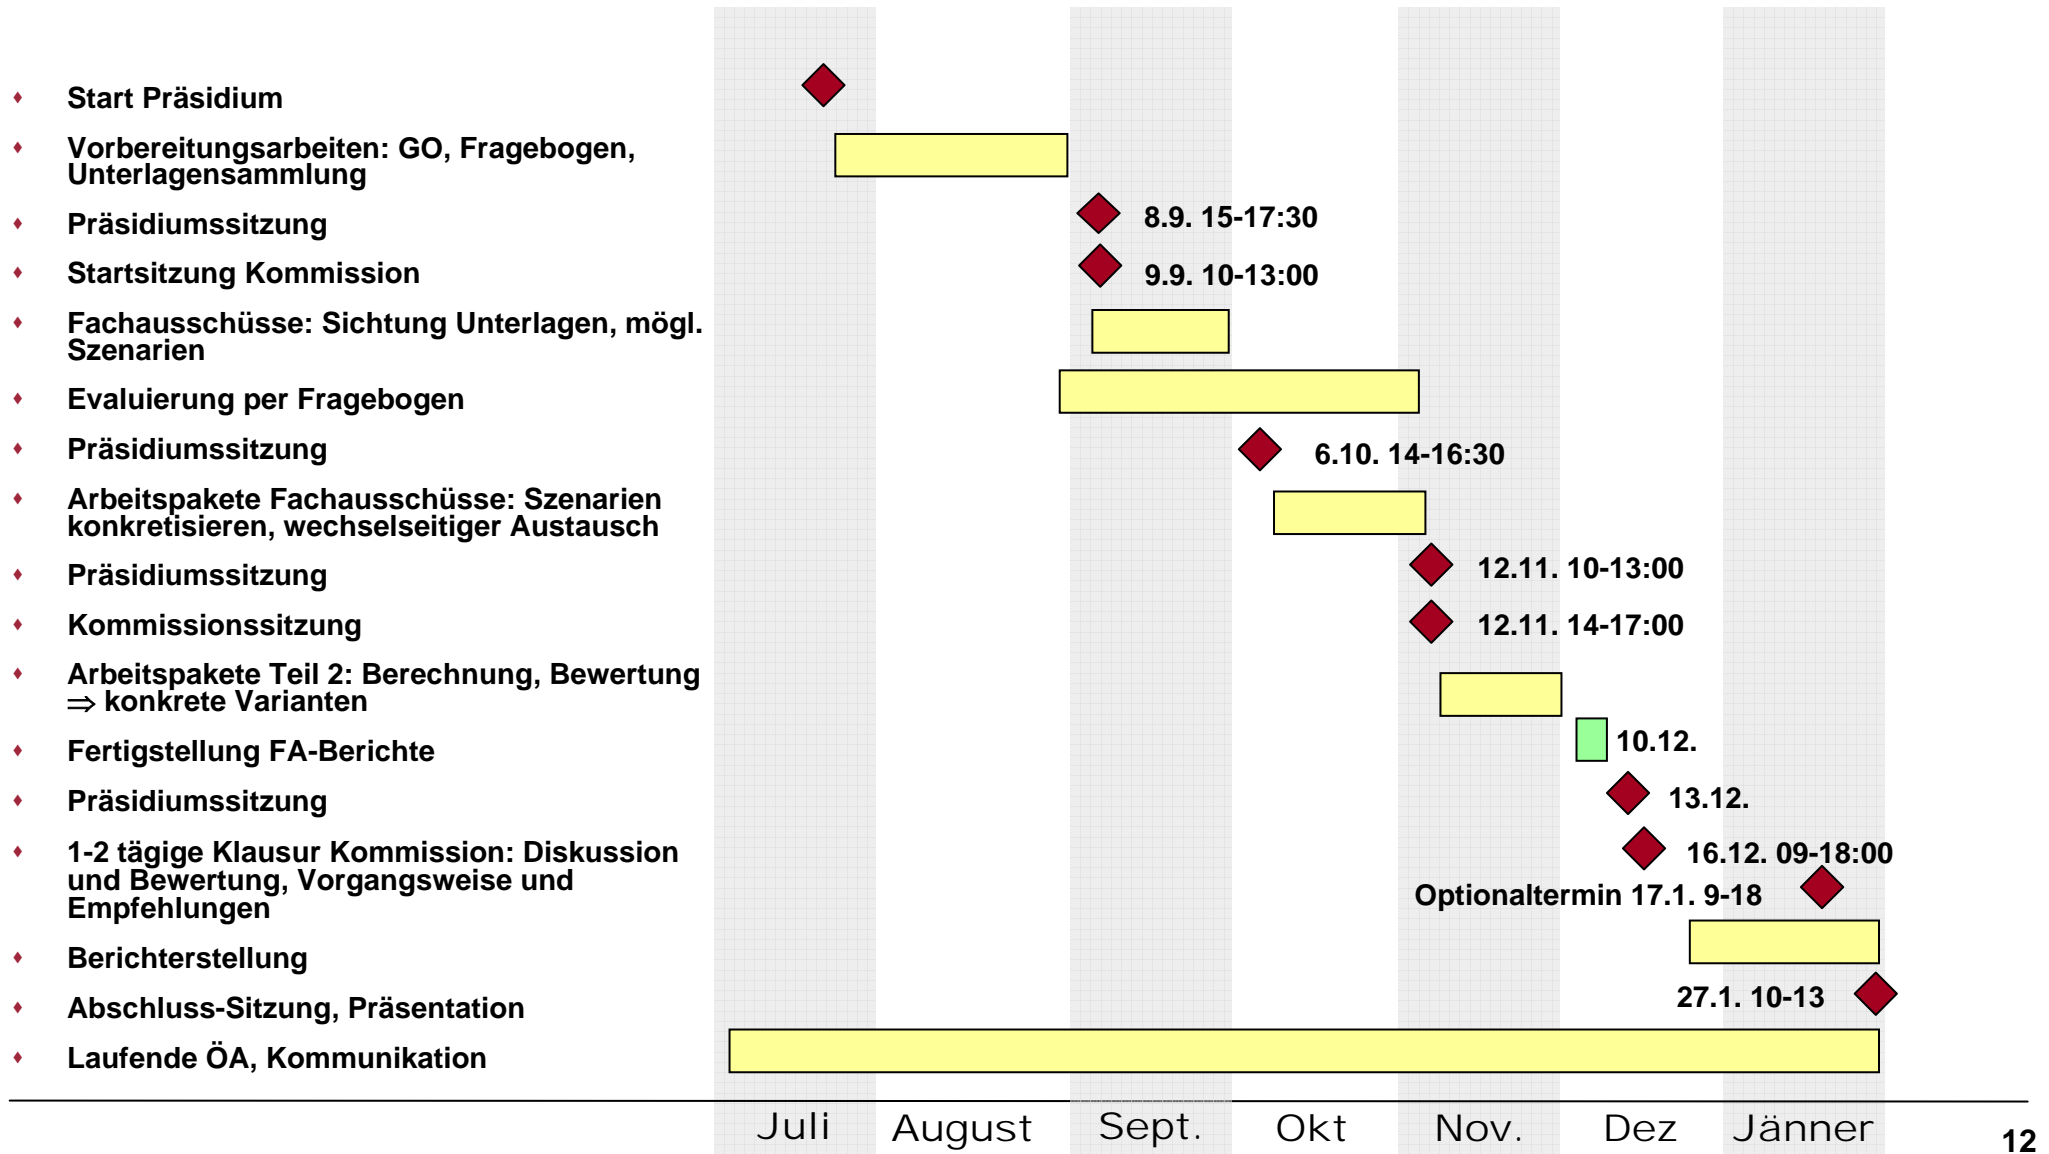 Start Präsidium
Vorbereitungsarbeiten: GO, Fragebogen,
Unterlagensammlung
Präsidiumssitzung
8.9. 15-17:30
Startsitzung Kommission
9.9. 10-13:00
Fachausschüsse: Sichtung Unterlagen, mögl.
Szenarien
Evaluierung per Fragebogen
Präsidiumssitzung
6.10. 14-16:30
Arbeitspakete Fachausschüsse: Szenarien
konkretisieren, wechselseitiger Austausch
Präsidiumssitzung
12.11. 10-13:00
Kommissionssitzung
12.11. 14-17:00
Arbeitspakete Teil 2: Berechnung, Bewertung
⇒ konkrete Varianten
Fertigstellung FA-Berichte
10.12.
Präsidiumssitzung
13.12.
1-2 tägige Klausur Kommission: Diskussion
und Bewertung, Vorgangsweise und
Empfehlungen
16.12. 09-18:00
Optionaltermin 17.1. 9-18
Berichterstellung
Abschluss-Sitzung, Präsentation
27.1. 10-13
Laufende ÖA, Kommunikation
Juli August Sept. Okt Nov. Dez Jänner
12